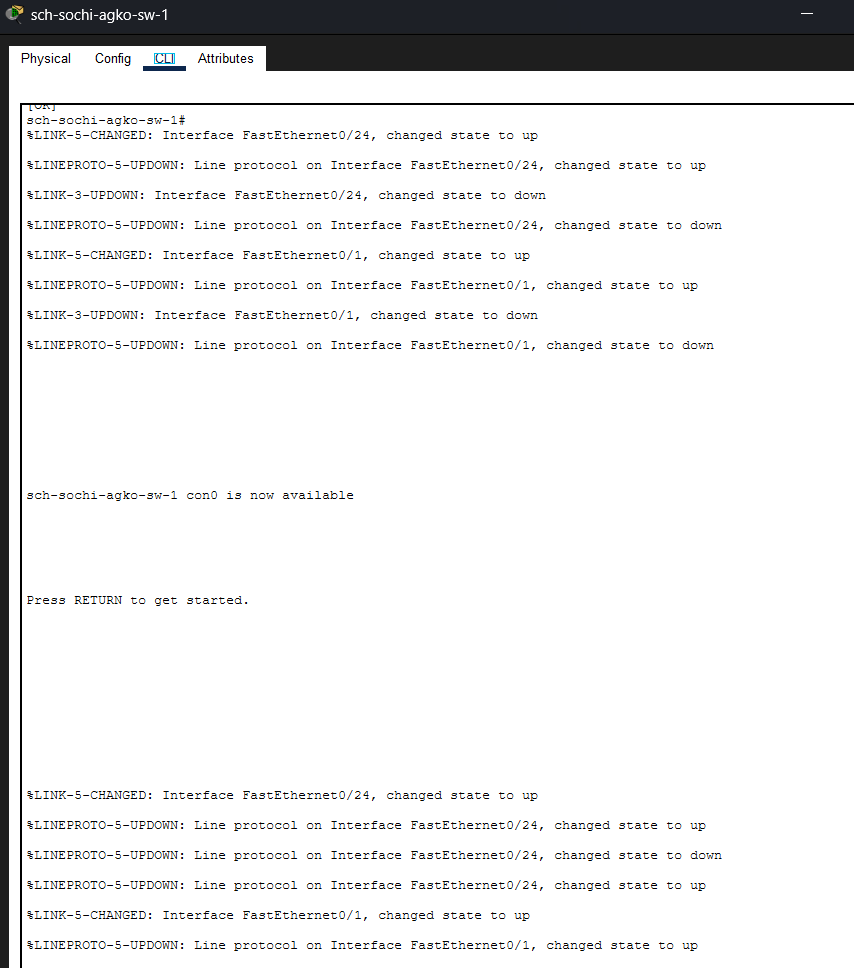 sch-sochi-agko-sw-1
Physical Config CLI Attributes
[OK]
sch-sochi-agko-sw-1#
%LINK-5-CHANGED: Interface FastEthernet0/24, changed state to up
%LINEPROTO-5-UPDOWN: Line protocol on Interface FastEthernet0/24, changed state to up
%LINK-3-UPDOWN: Interface FastEthernet0/24, changed state to down
%LINEPROTO-5-UPDOWN: Line protocol on Interface FastEthernet0/24, changed state to down
%LINK-5-CHANGED: Interface FastEthernet0/1, changed state to up
%LINEPROTO-5-UPDOWN: Line protocol on Interface FastEthernet0/1, changed state to up
%LINK-3-UPDOWN: Interface FastEthernet0/1, changed state to down
%LINEPROTO-5-UPDOWN: Line protocol on Interface FastEthernet0/1, changed state to down
sch-sochi-agko-sw-1 con0 is now available
Press RETURN to get started.
%LINK-5-CHANGED: Interface FastEthernet0/24, changed state to up
%LINEPROTO-5-UPDOWN: Line protocol on Interface FastEthernet0/24, changed state to up
%LINEPROTO-5-UPDOWN: Line protocol on Interface FastEthernet0/24, changed state to down
%LINEPROTO-5-UPDOWN: Line protocol on Interface FastEthernet0/24, changed state to up
%LINK-5-CHANGED: Interface FastEthernet0/1, changed state to up
%LINEPROTO-5-UPDOWN: Line protocol on Interface FastEthernet0/1, changed state to up